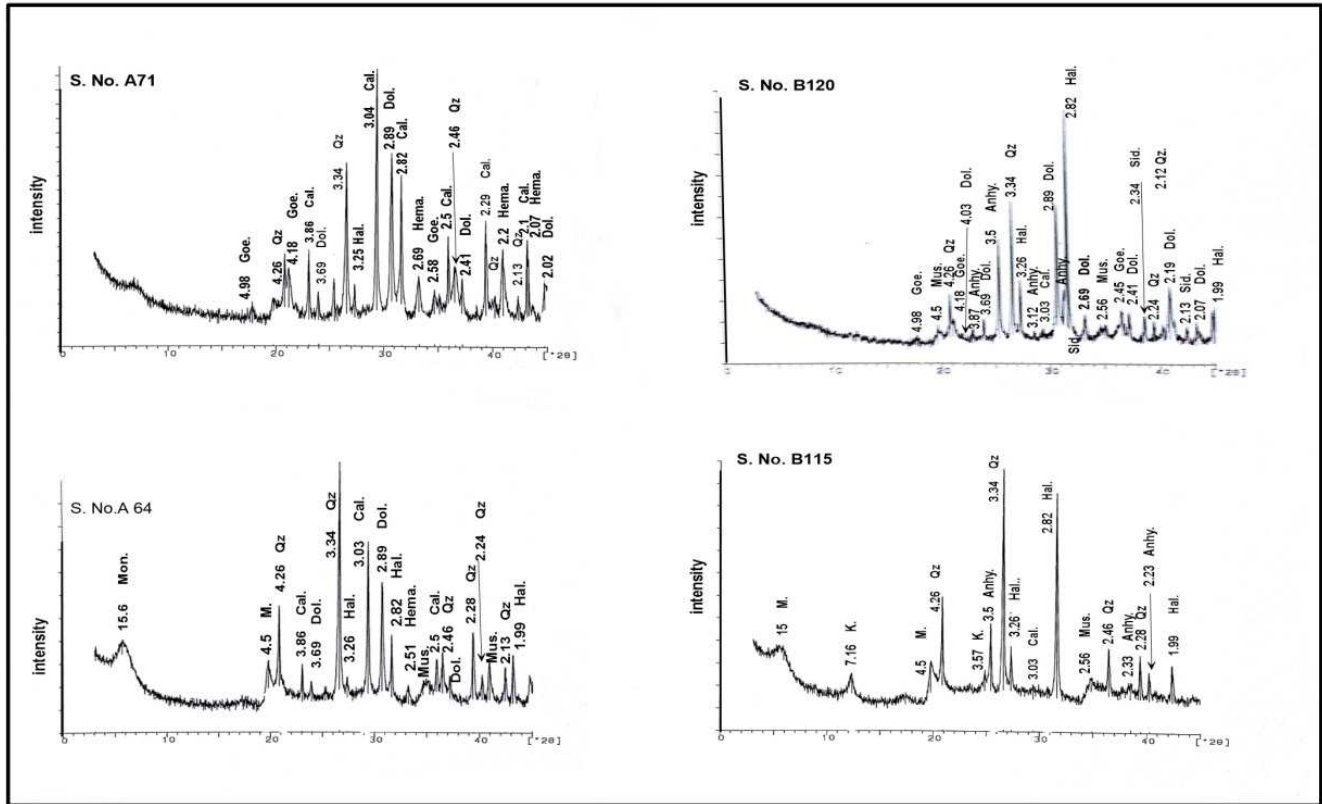 S. No. A71
intensity
4.98 Goe.
4.26 Qz
4.18 Goe.
3.86 Cal.
3.69 Dol.
3.34 Qz
3.25 Hal.
3.04 Cal.
2.89 Dol.
2.82 Cal.
2.69 Hema.
2.58 Goe.
2.5 Cal.
2.46 Qz
2.41 Dol.
2.29 Cal.
Qz
2.2 Hema.
2.13 Qz
2.1 Cal.
2.07 Hema.
2.02 Dol.
0 10 20 30 40 [°2θ]
S. No. B120
intensity
4.98 Goe.
4.5 Mus.
4.26 Qz
4.18 Goe.
4.03 Dol.
3.87 Anhy.
3.69 Dol.
3.5 Anhy.
3.34 Qz
3.26 Hal.
3.12 Anhy.
3.03 Cal.
2.89 Dol.
Anhy.
2.82 Hal.
Sid.
2.69 Dol.
2.56 Mus.
2.45 Goe.
2.41 Dol.
2.34 Sid.
2.24 Qz
2.19 Dol.
2.12 Qz.
2.13 Sid.
2.07 Dol.
1.99 Hal.
0 10 20 30 40 [°2θ]
S. No.A 64
intensity
15.6 Mon.
4.5 M.
4.26 Qz
3.86 Cal.
3.69 Dol.
3.34 Qz
3.26 Hal.
3.03 Cal.
2.89 Dol.
2.82 Hal.
2.51 Hema.
Mus.
2.5 Cal.
2.46 Qz
Dol.
2.28 Qz
2.24 Qz
Mus.
2.13 Qz
1.99 Hal.
0 10 20 30 40 [°2θ]
S. No. B115
intensity
15 M.
7.16 K.
4.5 M.
4.26 Qz
3.57 K.
3.5 Anhy.
3.34 Qz
3.26 Hal..
3.03 Cal.
2.82 Hal.
2.56 Mus.
2.46 Qz
2.33 Anhy.
2.28 Qz
2.23 Anhy.
1.99 Hal.
0 10 20 30 40 [°2θ]